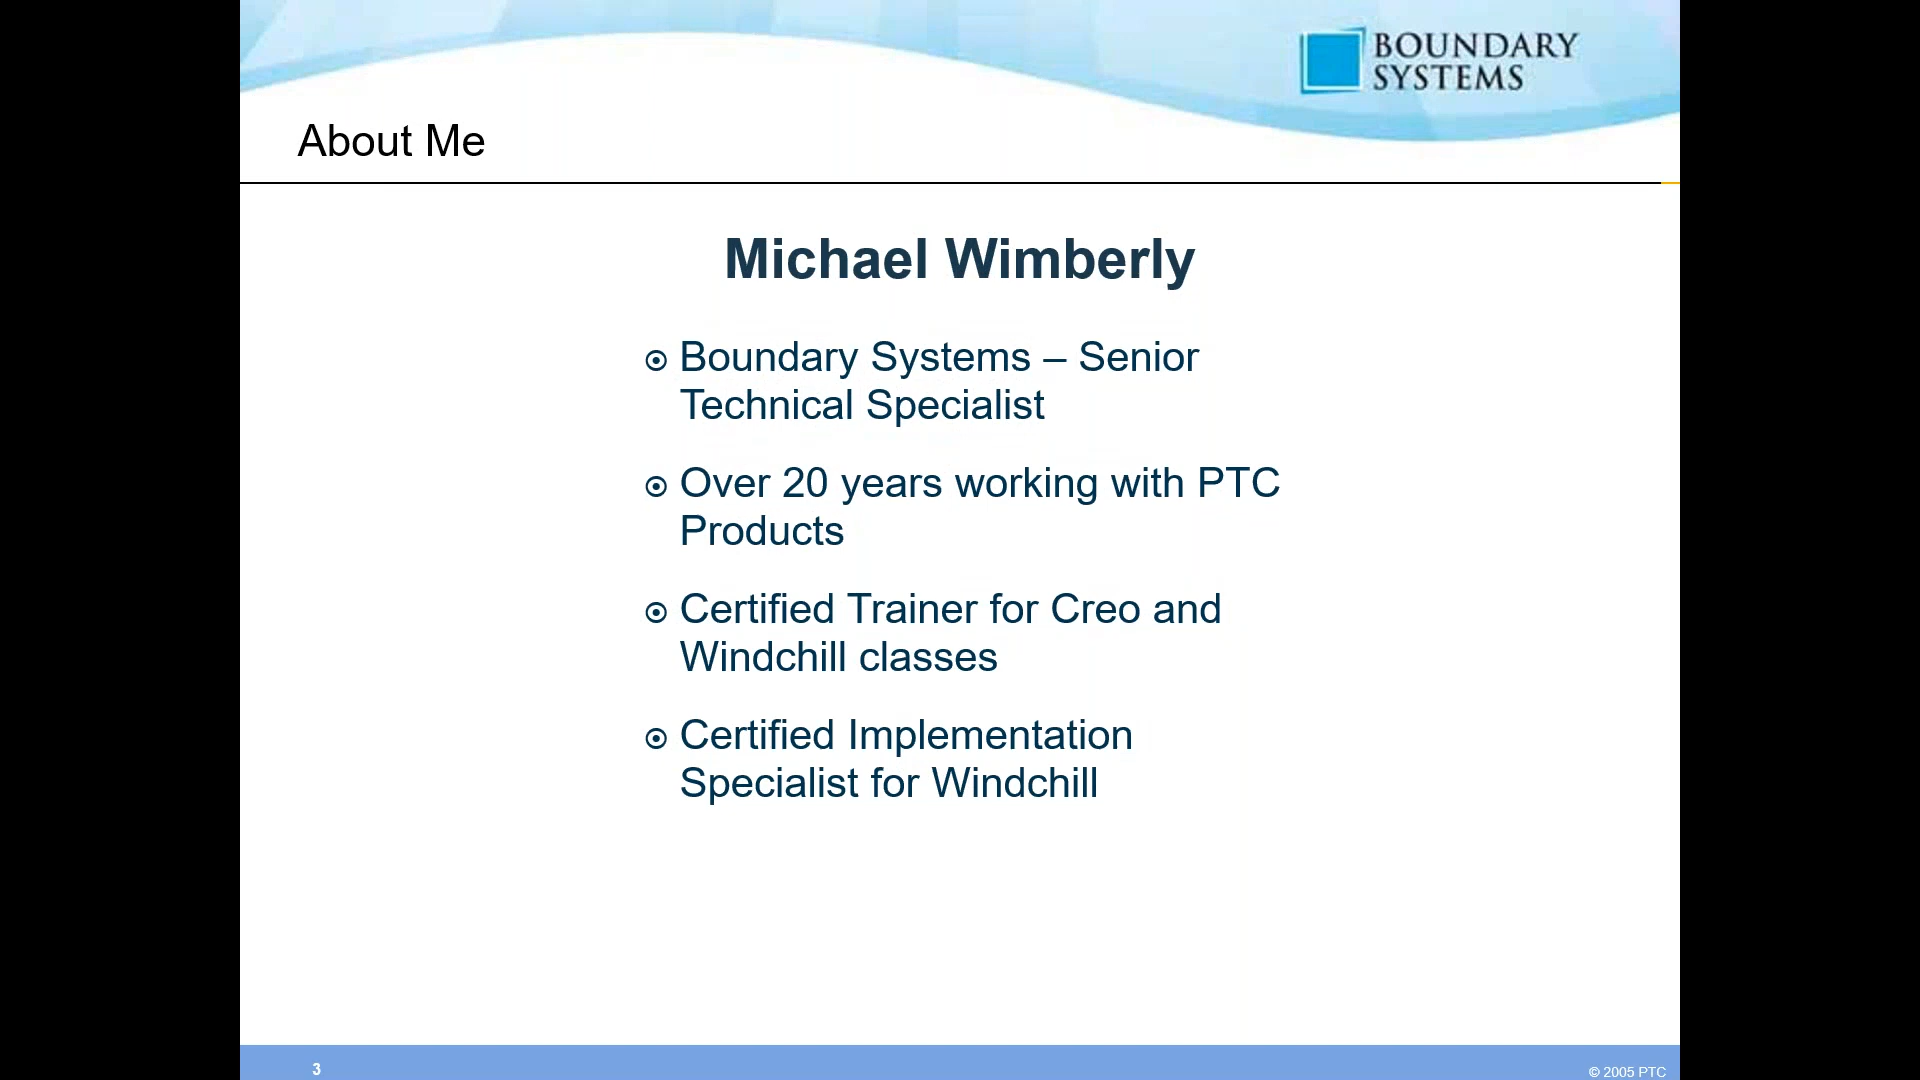 BOUNDARY
SYSTEMS
About Me
Michael Wimberly
Boundary Systems – Senior
Technical Specialist
Over 20 years working with PTC
Products
Certified Trainer for Creo and
Windchill classes
Certified Implementation
Specialist for Windchill
3
© 2005 PTC